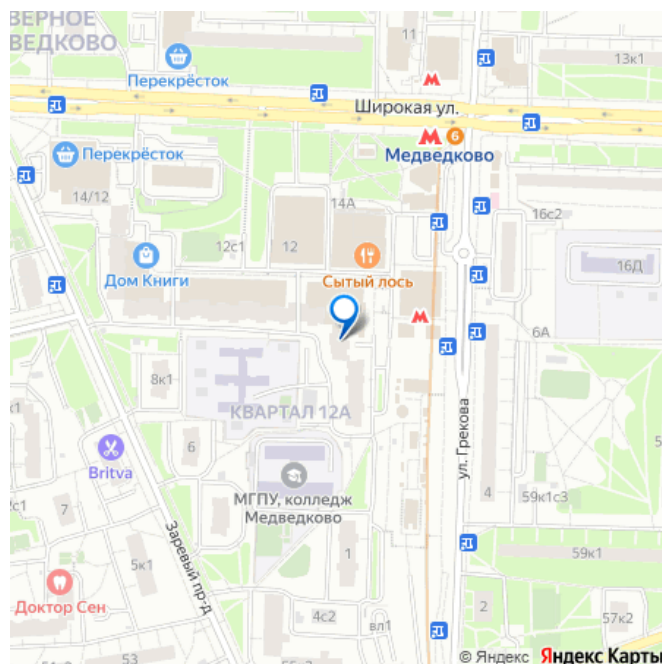 ВЕРНОЕ
ВЕДКОВО
Перекрёсток
11
13к1
Широкая ул.
6
Медведково
Перекрёсток
14/12
14А
16с2
12с1
12
16Д
Дом Книги
Сытый лось
6А
8к1
КВАРТАЛ 12А
ул. Грекова
Britva
6
МГПУ, колледж
Медведково
4
59к1с3
7
Заревый пр-д
1
59к1
5к1
Доктор Сен
4с2
вл1
2
57к2
53
© Яндекс Яндекс Карты